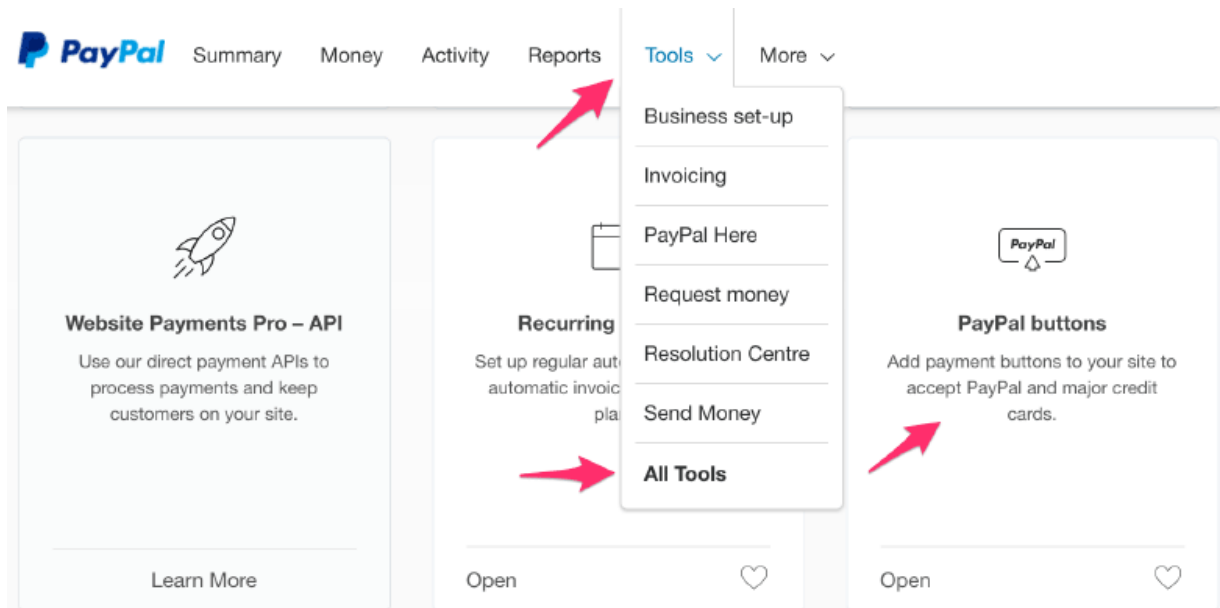 PayPal Summary Money Activity Reports Tools More
Business set-up
Invoicing
PayPal Here
Request money
Resolution Centre
Send Money
All Tools
Website Payments Pro – API
Use our direct payment APIs to
process payments and keep
customers on your site.
Learn More
Recurring
Set up regular
automatic
Open
PayPal
PayPal buttons
Add payment buttons to your site to
accept PayPal and major credit
cards.
Open